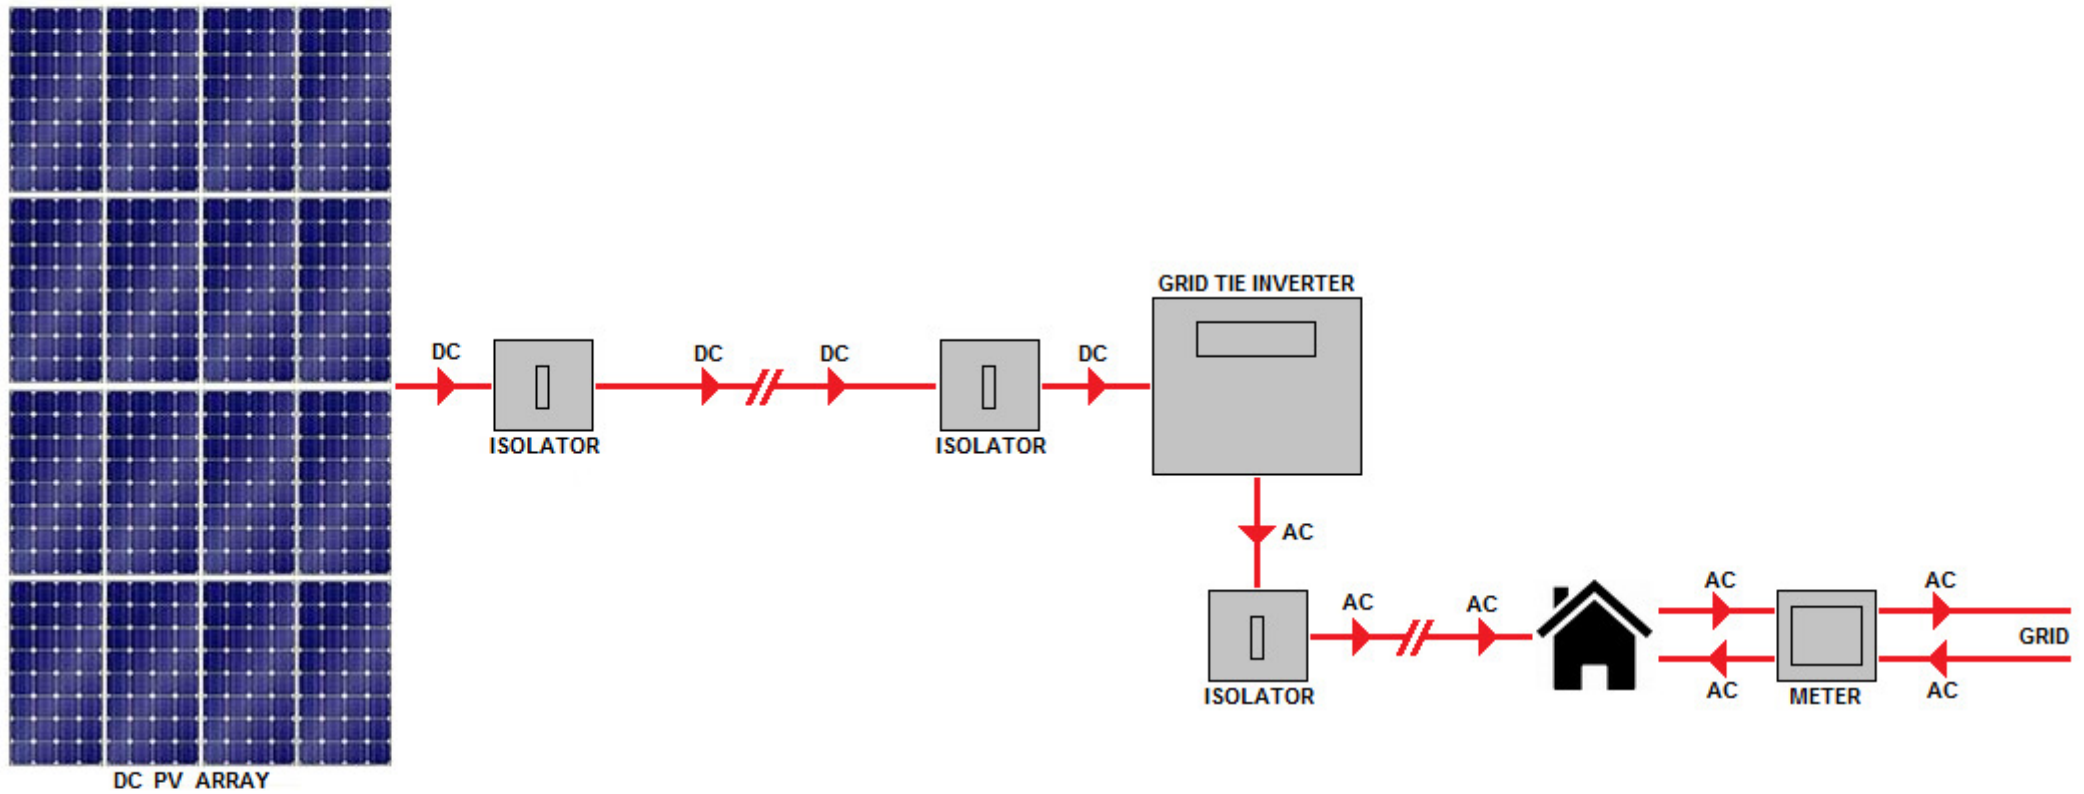 GRID TIE INVERTER
DC
DC
DC
DC
ISOLATOR
ISOLATOR
AC
AC
AC
AC
AC
GRID
ISOLATOR
AC
METER
AC
DC PV ARRAY